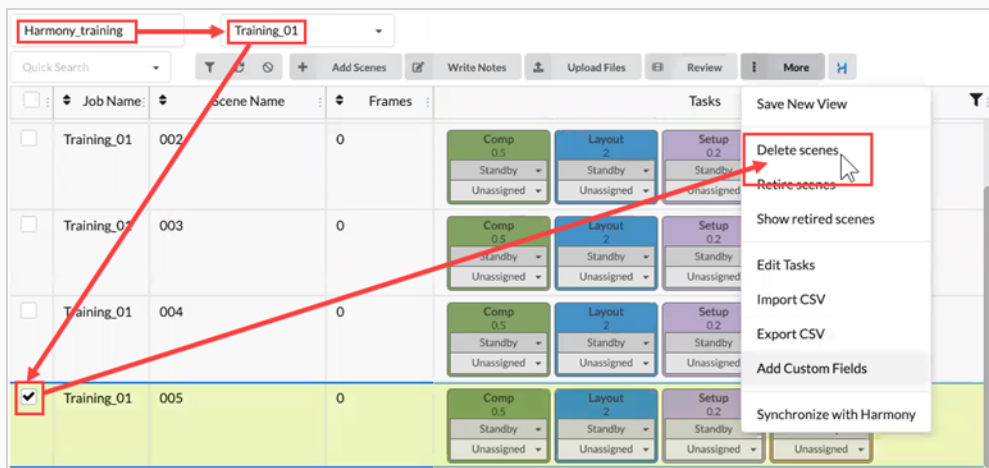 Harmony_training Training_01
Quick Search Add Scenes Write Notes Upload Files Review More
Job Name Scene Name Frames Tasks
Save New View
Delete scenes
Retire scenes
Show retired scenes
Edit Tasks
Import CSV
Export CSV
Add Custom Fields
Synchronize with Harmony
Training_01 002 0
Comp Layout Setup
0.5 2 0.2
Standby Standby Standby
Unassigned Unassigned Unassigned
Training_01 003 0
Comp Layout Setup
0.5 2 0.2
Standby Standby Standby
Unassigned Unassigned Unassigned
Training_01 004 0
Comp Layout Setup
0.5 2 0.2
Standby Standby Standby
Unassigned Unassigned Unassigned
Training_01 005 0
Comp Layout Setup
0.5 2 0.2
Standby Standby Standby Standby
Unassigned Unassigned Unassigned Unassigned